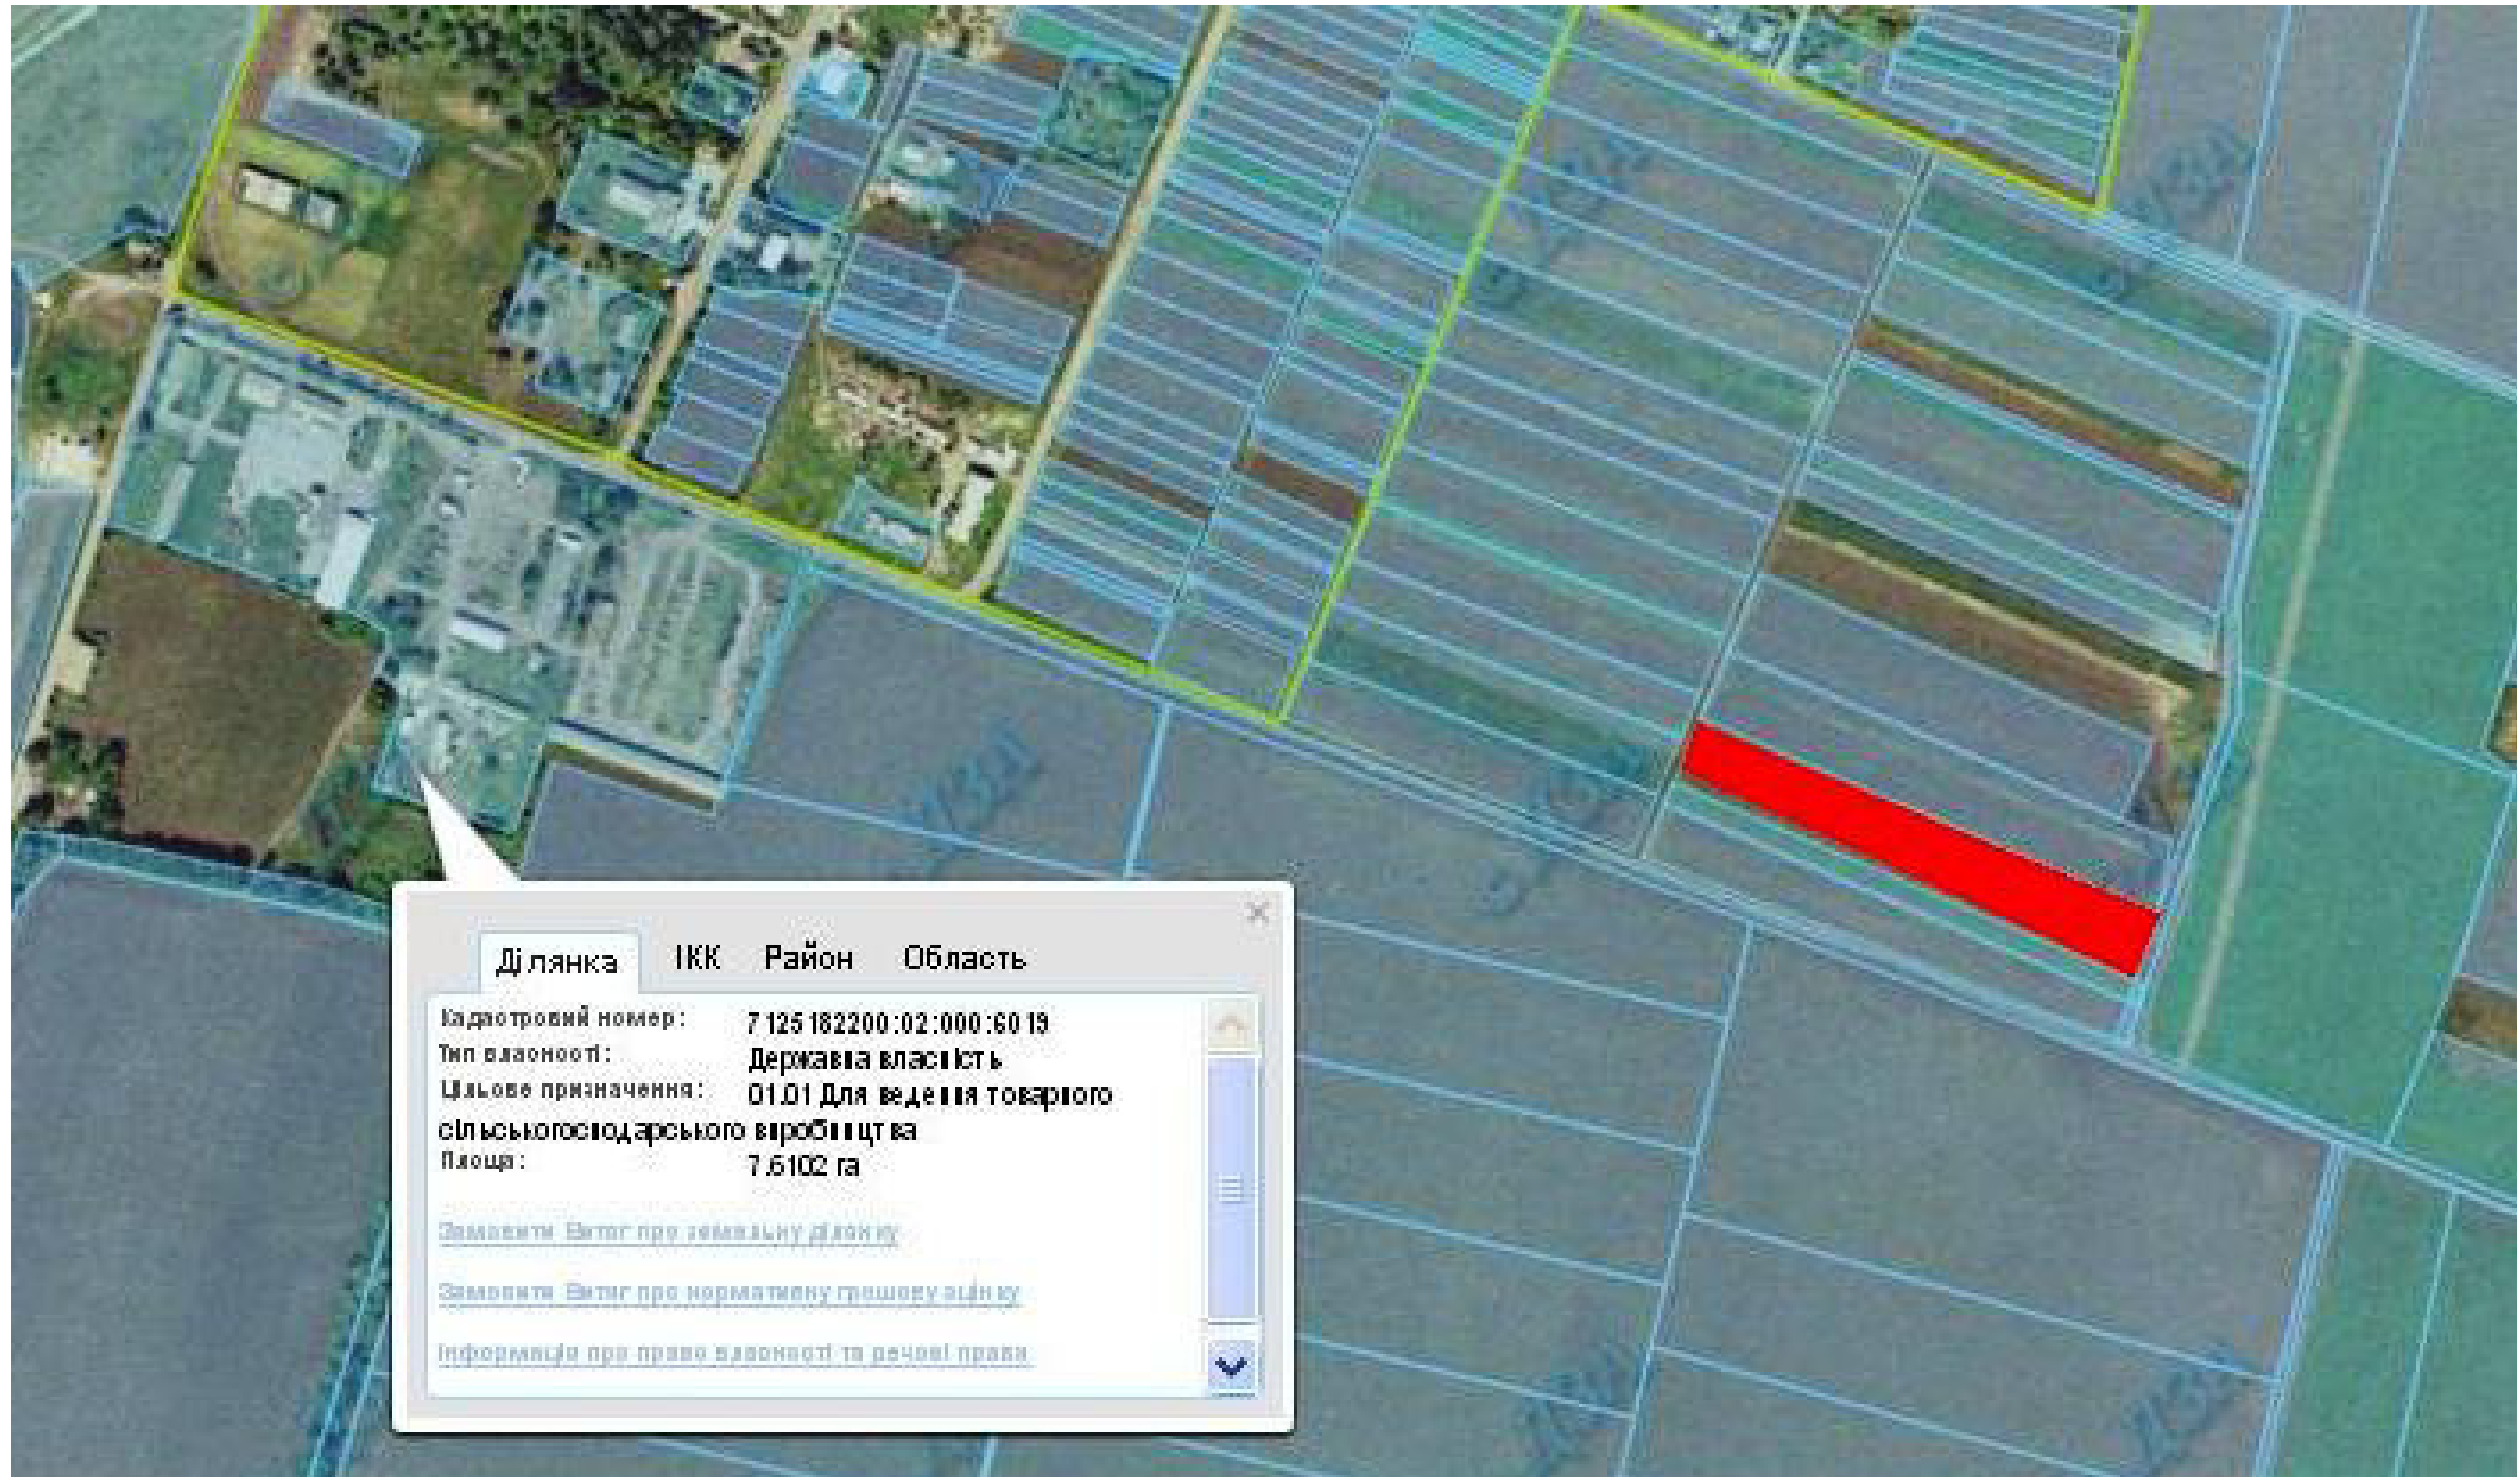 Ділянка ІКК Район Область
Кадастровий номер: 7125182200:02:000:6019
Тип власності: Державна власність
Цільове призначення: 01.01 Для ведення товарного
сільськогосподарського виробництва
Площа: 7.6102 га
Замовити Витяг про земельну ділянку
Замовити Витяг про нормативну грошову оцінку
Інформація про право власності та речові права